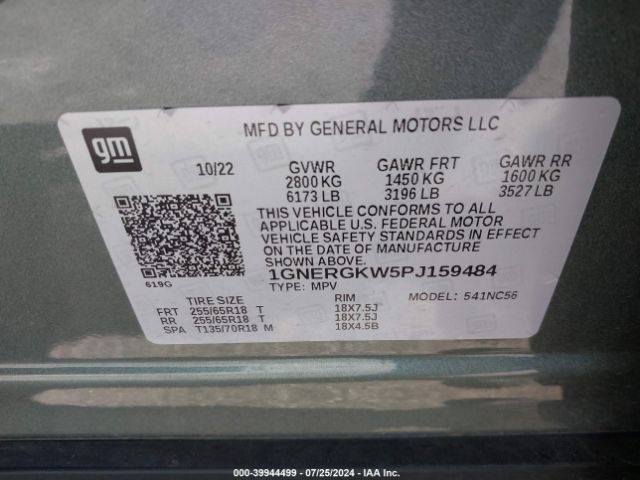 gm
MFD BY GENERAL MOTORS LLC
10/22 GVWR GAWR FRT GAWR RR
2800 KG 1450 KG 1600 KG
6173 LB 3196 LB 3527 LB
THIS VEHICLE CONFORMS TO ALL
APPLICABLE U.S. FEDERAL MOTOR
VEHICLE SAFETY STANDARDS IN EFFECT
ON THE DATE OF MANUFACTURE
SHOWN ABOVE.
1GNERGKW5PJ159484
619G
TYPE: MPV MODEL: 541NC56
TIRE SIZE RIM
FRT 255/65R18 T 18X7.5J
RR 255/65R18 T 18X7.5J
SPA T135/70R18 M 18X4.5B
000-39944499 - 07/25/2024 - IAA Inc.